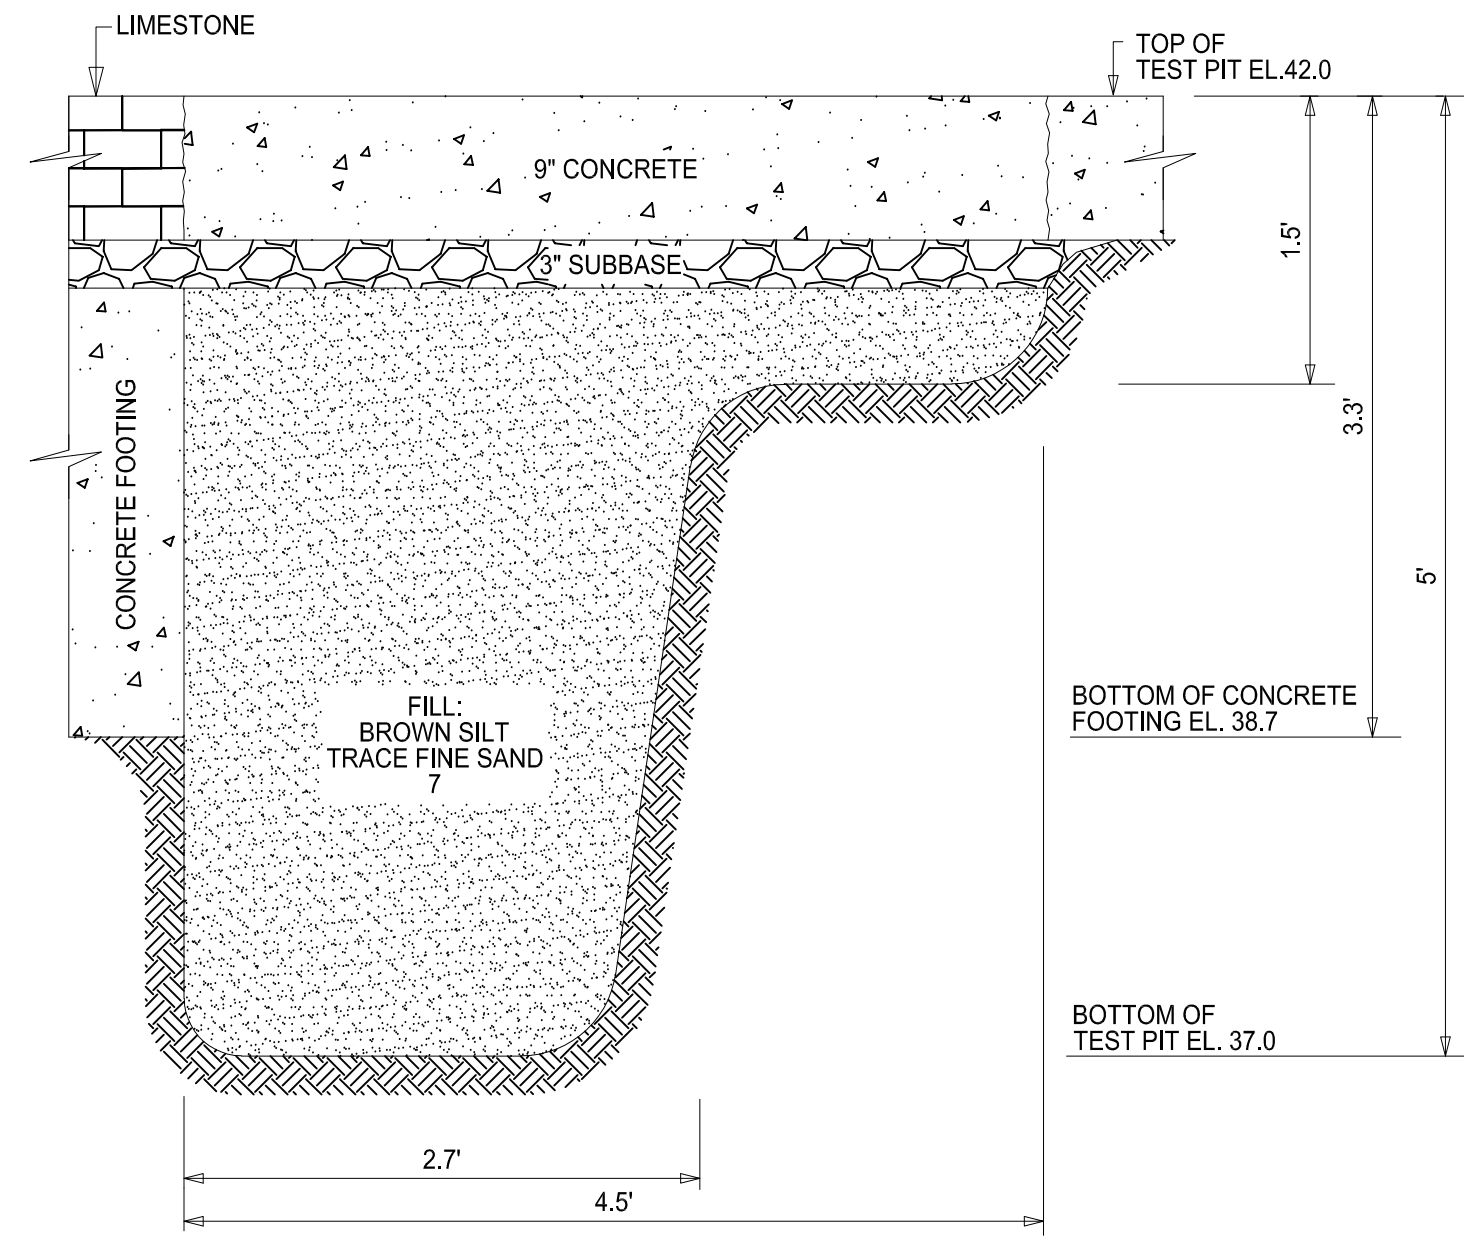 LIMESTONE
TOP OF
TEST PIT EL.42.0
9" CONCRETE
3" SUBBASE
1.5'
3.3'
5'
CONCRETE FOOTING
FILL:
BROWN SILT
TRACE FINE SAND
7
BOTTOM OF CONCRETE
FOOTING EL. 38.7
BOTTOM OF
TEST PIT EL. 37.0
2.7'
4.5'